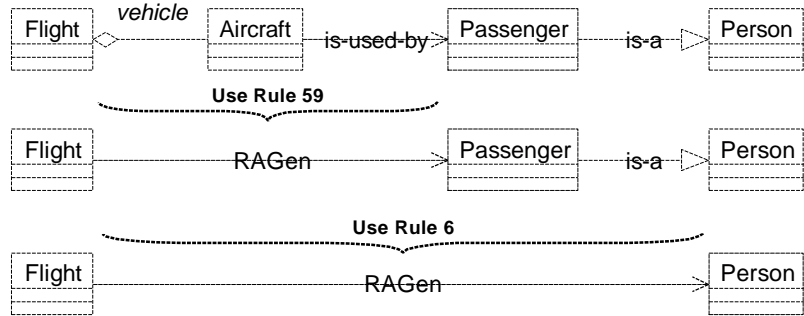 vehicle
Flight Aircraft is-used-by Passenger is-a Person
Use Rule 59
Flight RAGen Passenger is-a Person
Use Rule 6
Flight RAGen Person